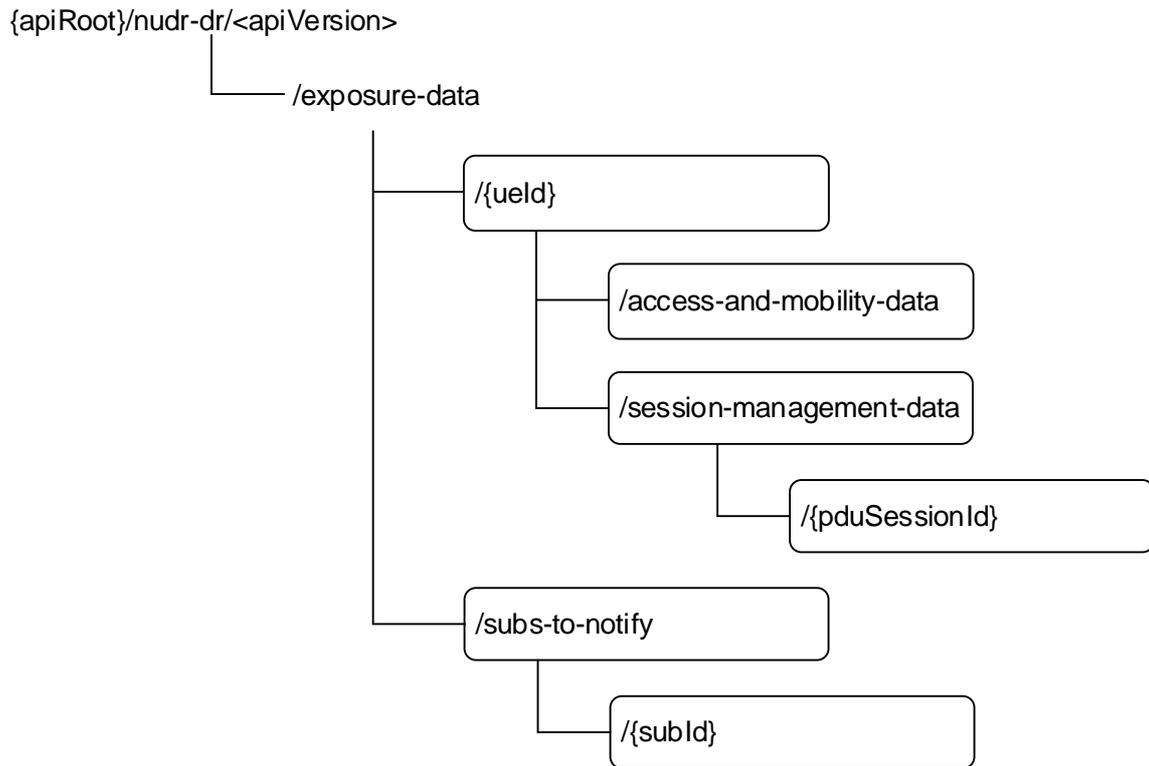 {apiRoot}/nudr-dr/<apiVersion>
/exposure-data
/{ueId}
/access-and-mobility-data
/session-management-data
/{pduSessionId}
/subs-to-notify
/{subId}